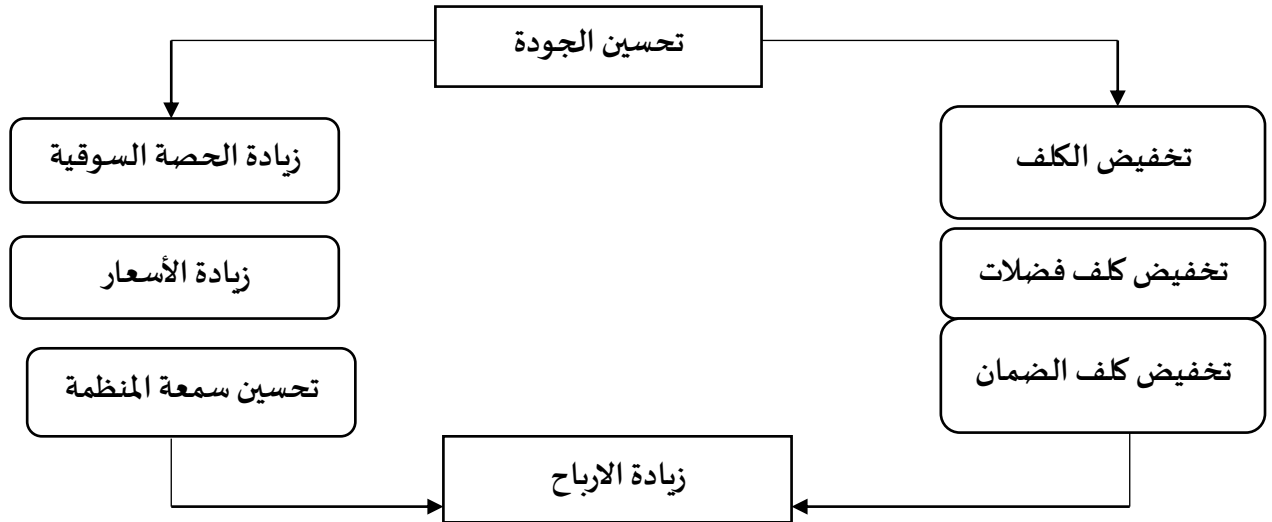 تحسين الجودة
تخفيض الكلف
زيادة الحصة السوقية
تخفيض كلف فضلات
زيادة الأسعار
تخفيض كلف الضمان
تحسين سمعة المنظمة
زيادة الارباح